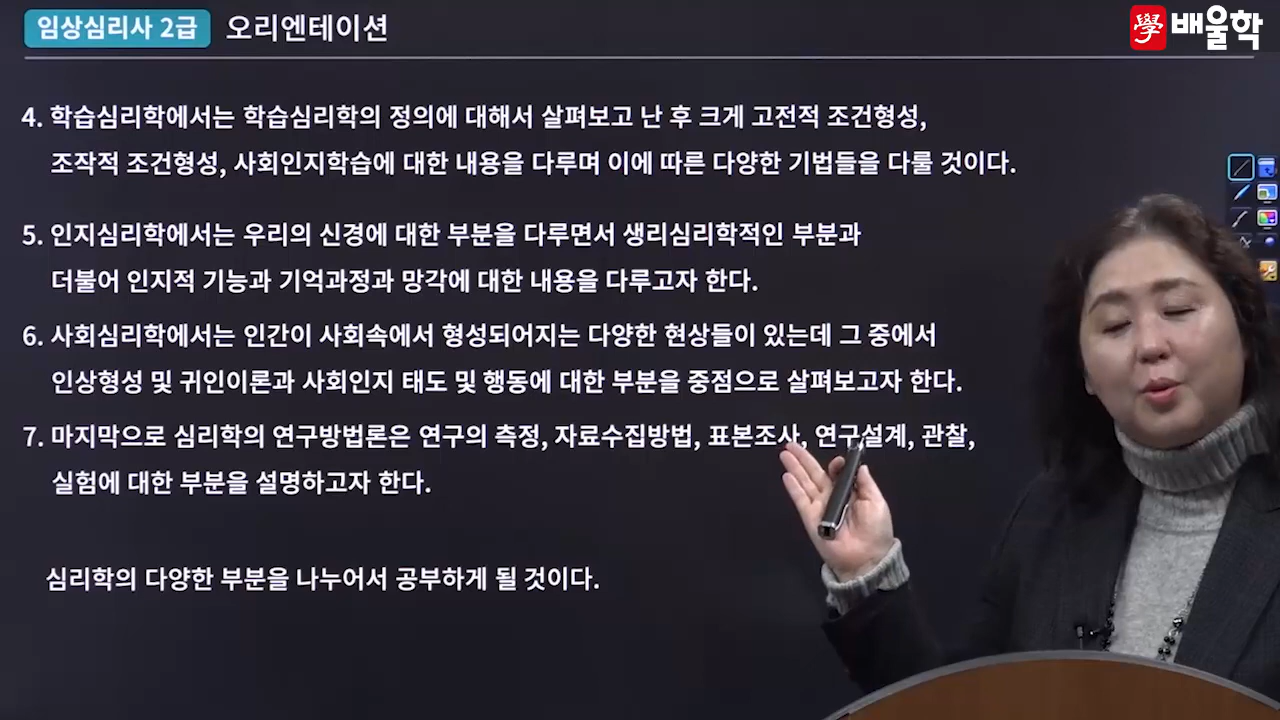 임상심리사 2급 오리엔테이션
學 배울학
4. 학습심리학에서는 학습심리학의 정의에 대해서 살펴보고 난 후 크게 고전적 조건형성,
조작적 조건형성, 사회인지학습에 대한 내용을 다루며 이에 따른 다양한 기법들을 다룰 것이다.
5. 인지심리학에서는 우리의 신경에 대한 부분을 다루면서 생리심리학적인 부분과
더불어 인지적 기능과 기억과정과 망각에 대한 내용을 다루고자 한다.
6. 사회심리학에서는 인간이 사회속에서 형성되어지는 다양한 현상들이 있는데 그 중에서
인상형성 및 귀인이론과 사회인지 태도 및 행동에 대한 부분을 중점으로 살펴보고자 한다.
7. 마지막으로 심리학의 연구방법론은 연구의 측정, 자료수집방법, 표본조사, 연구설계, 관찰,
실험에 대한 부분을 설명하고자 한다.
심리학의 다양한 부분을 나누어서 공부하게 될 것이다.